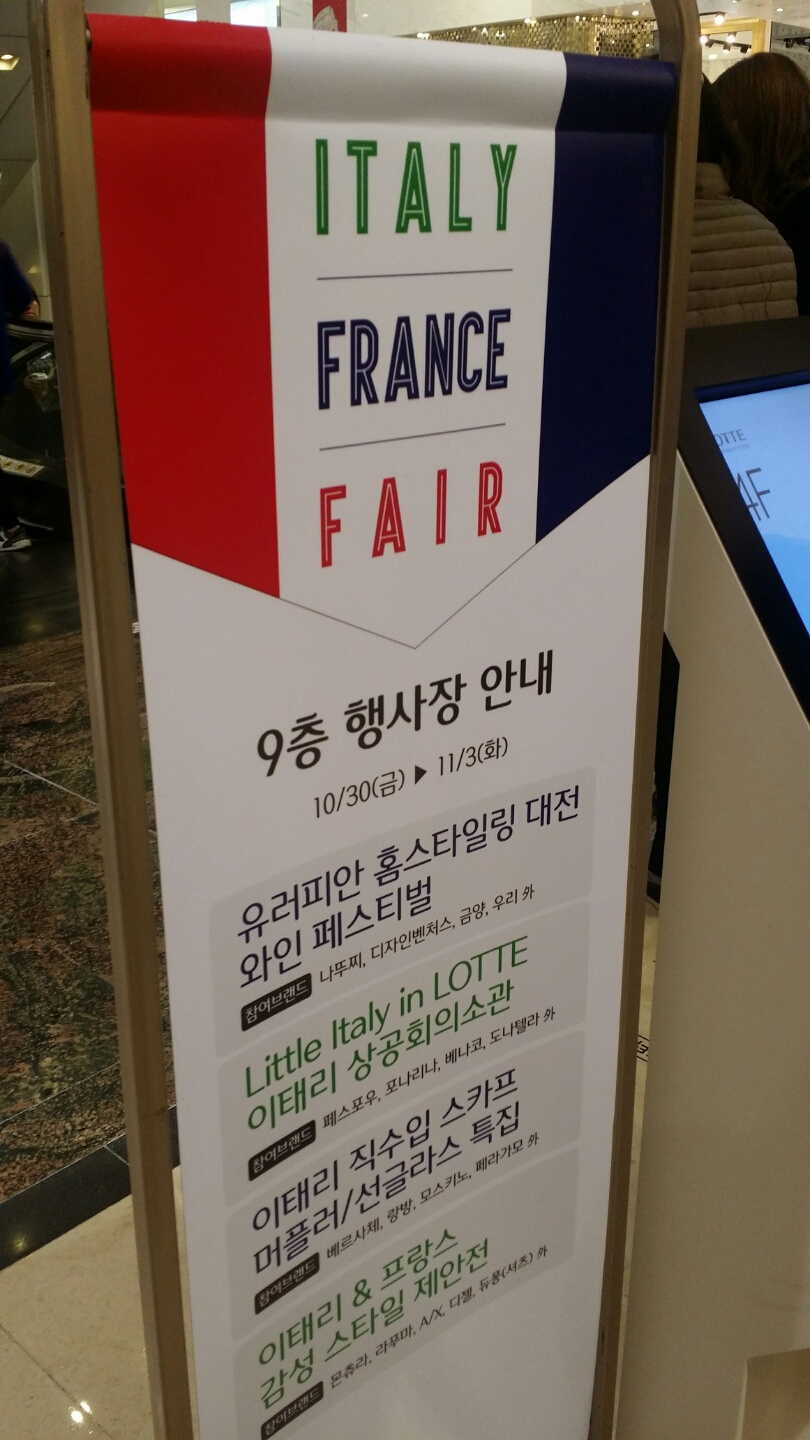 ITALY
FRANCE
FAIR
9층 행사장 안내
10/30(금) ▶ 11/3(화)
유러피안 홈스타일링 대전
와인 페스티벌
참여브랜드 나뚜찌, 디자인벤처스, 금양, 우리 外
Little Italy in LOTTE
이태리 상공회의소관
참여브랜드 페스포우, 포나리나, 베나코, 도나텔라 外
이태리 직수입 스카프
머플러/선글라스 특집
참여브랜드 베르사체, 랑방, 모스키노, 페라가모 外
이태리 & 프랑스
감성 스타일 제안전
참여브랜드 몬츄라, 라푸마, A/X, 디젤, 듀퐁(셔츠) 外
OTTE
4F